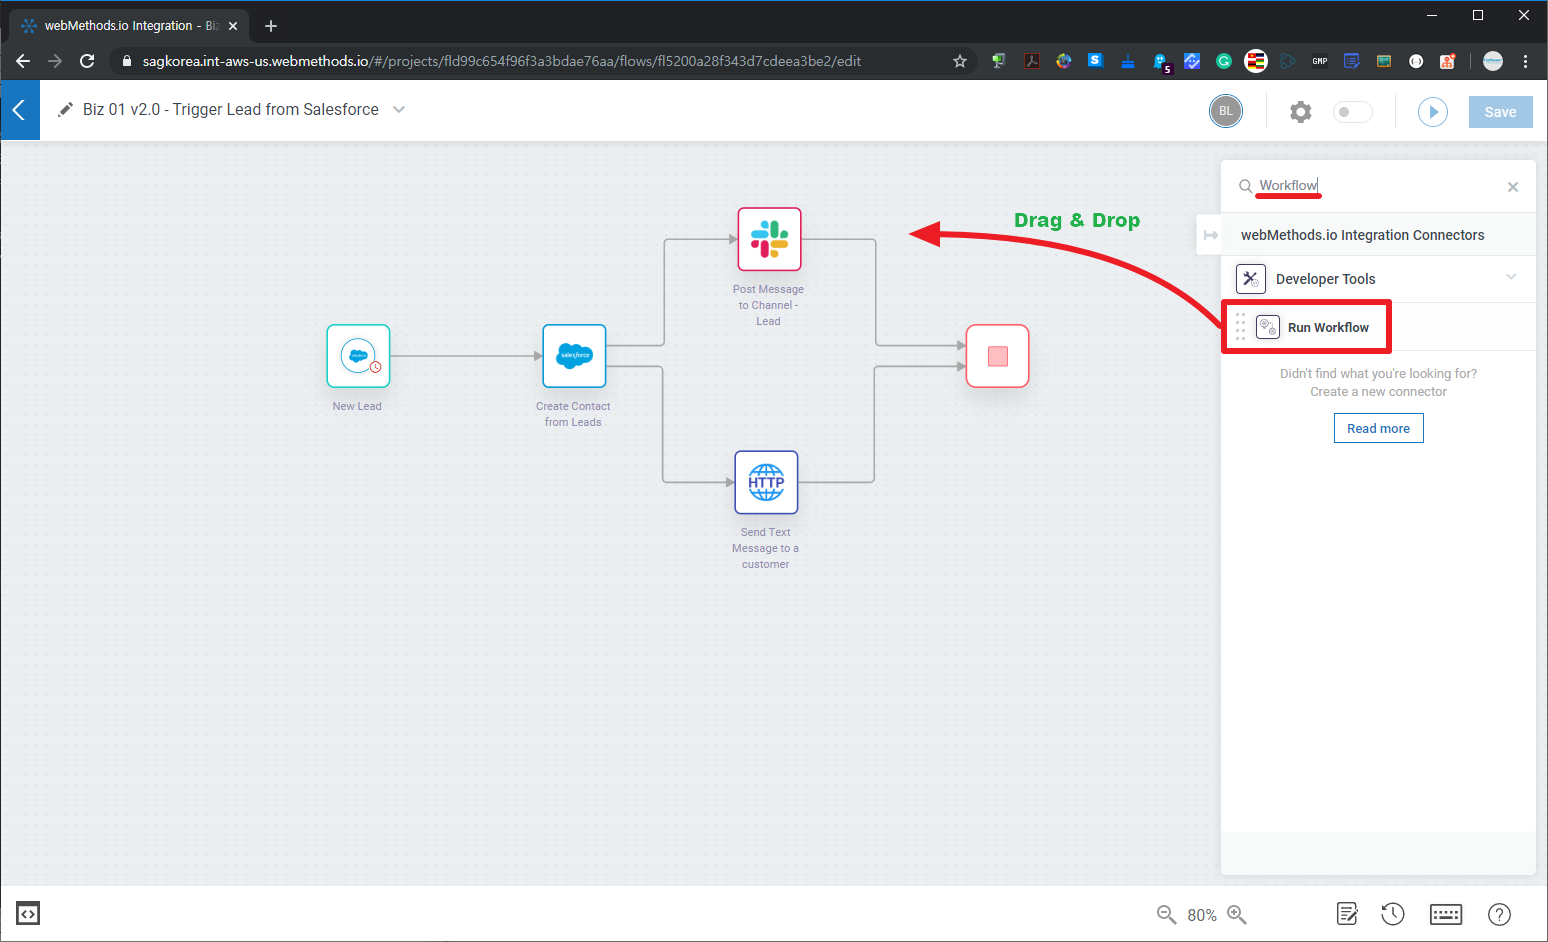 webMethods.io Integration - Biz
sagkorea.int-aws-us.webmethods.io/#/projects/fld99c654f96f3a3bdae76aa/flows/fl5200a28f343d7cdeea3be2/edit
S
5
G
GMP
Biz 01 v2.0 - Trigger Lead from Salesforce
BL
Save
Workflow
Drag & Drop
webMethods.io Integration Connectors
Developer Tools
Run Workflow
Didn't find what you're looking for?
Create a new connector
Read more
Post Message
to Channel -
Lead
salesforce
New Lead
Create Contact
from Leads
HTTP
Send Text
Message to a
customer
80%